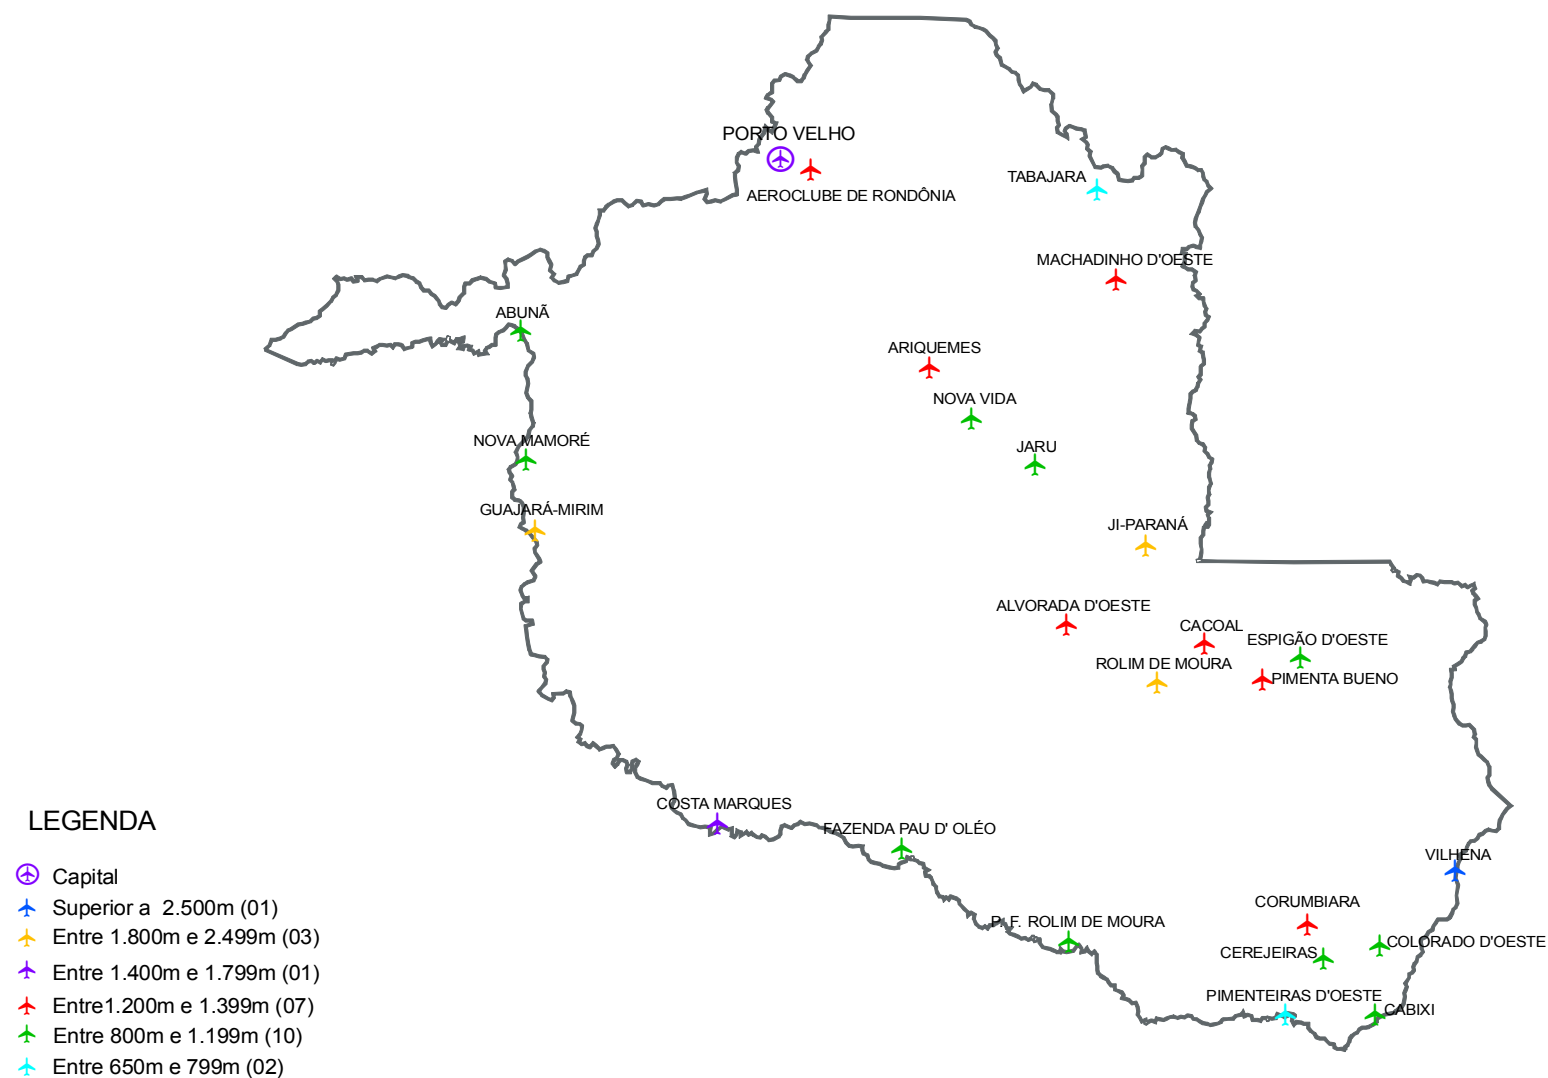 PORTO VELHO
TABAJARA
AEROCLUBE DE RONDÔNIA
MACHADINHO D'OESTE
ABUNÃ
ARIQUEMES
NOVA VIDA
NOVA MAMORÉ
JARU
GUAJARÁ-MIRIM
JI-PARANÁ
ALVORADA D'OESTE
CACOAL
ESPIGÃO D'OESTE
ROLIM DE MOURA
PIMENTA BUENO
COSTA MARQUES
FAZENDA PAU D' OLÉO
VILHENA
CORUMBIARA
P. F. ROLIM DE MOURA
COLORADO D'OESTE
CEREJEIRAS
PIMENTEIRAS D'OESTE
CABIXI
LEGENDA
Capital
Superior a 2.500m (01)
Entre 1.800m e 2.499m (03)
Entre 1.400m e 1.799m (01)
Entre1.200m e 1.399m (07)
Entre 800m e 1.199m (10)
Entre 650m e 799m (02)